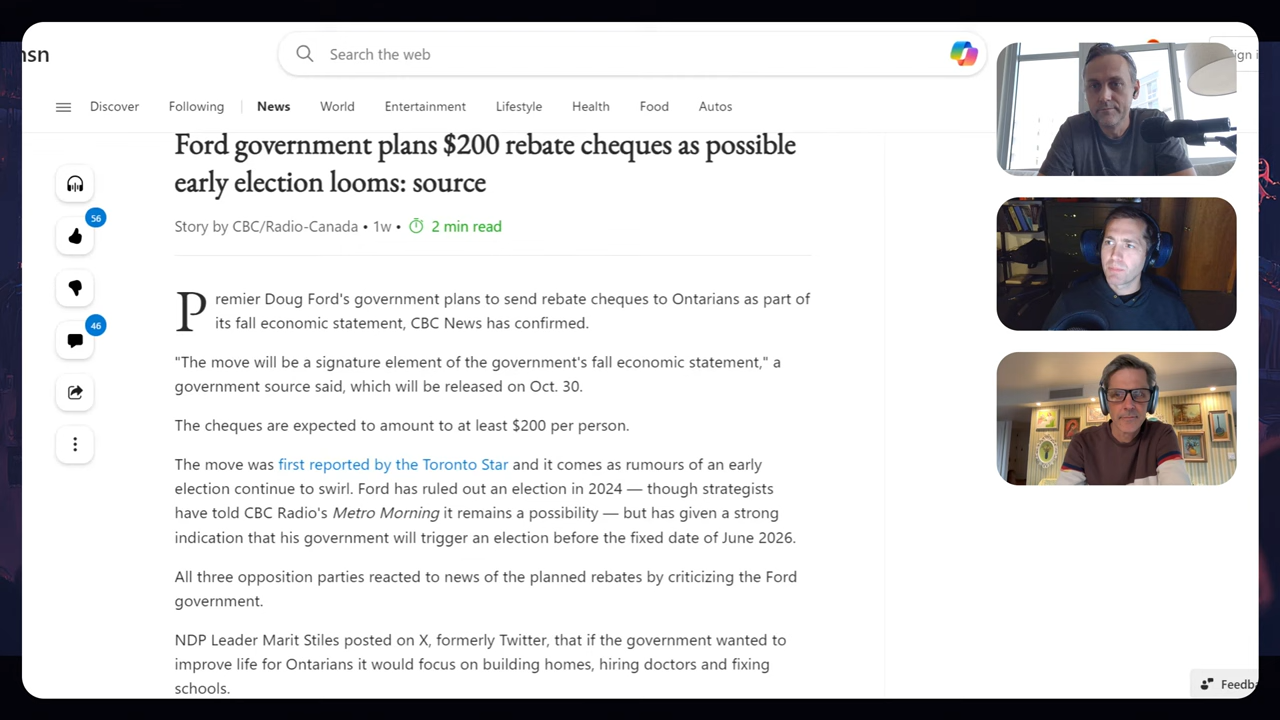 Search the web
Discover
Following
News
World
Entertainment
Lifestyle
Health
Food
Autos
Ford government plans $200 rebate cheques as possible
early election looms: source
Story by CBC/Radio-Canada • 1w • 2 min read
56
46
Premier Doug Ford's government plans to send rebate cheques to Ontarians as part of
its fall economic statement, CBC News has confirmed.
"The move will be a signature element of the government's fall economic statement," a
government source said, which will be released on Oct. 30.
The cheques are expected to amount to at least $200 per person.
The move was first reported by the Toronto Star and it comes as rumours of an early
election continue to swirl. Ford has ruled out an election in 2024 — though strategists
have told CBC Radio's Metro Morning it remains a possibility — but has given a strong
indication that his government will trigger an election before the fixed date of June 2026.
All three opposition parties reacted to news of the planned rebates by criticizing the Ford
government.
NDP Leader Marit Stiles posted on X, formerly Twitter, that if the government wanted to
improve life for Ontarians it would focus on building homes, hiring doctors and fixing
schools.